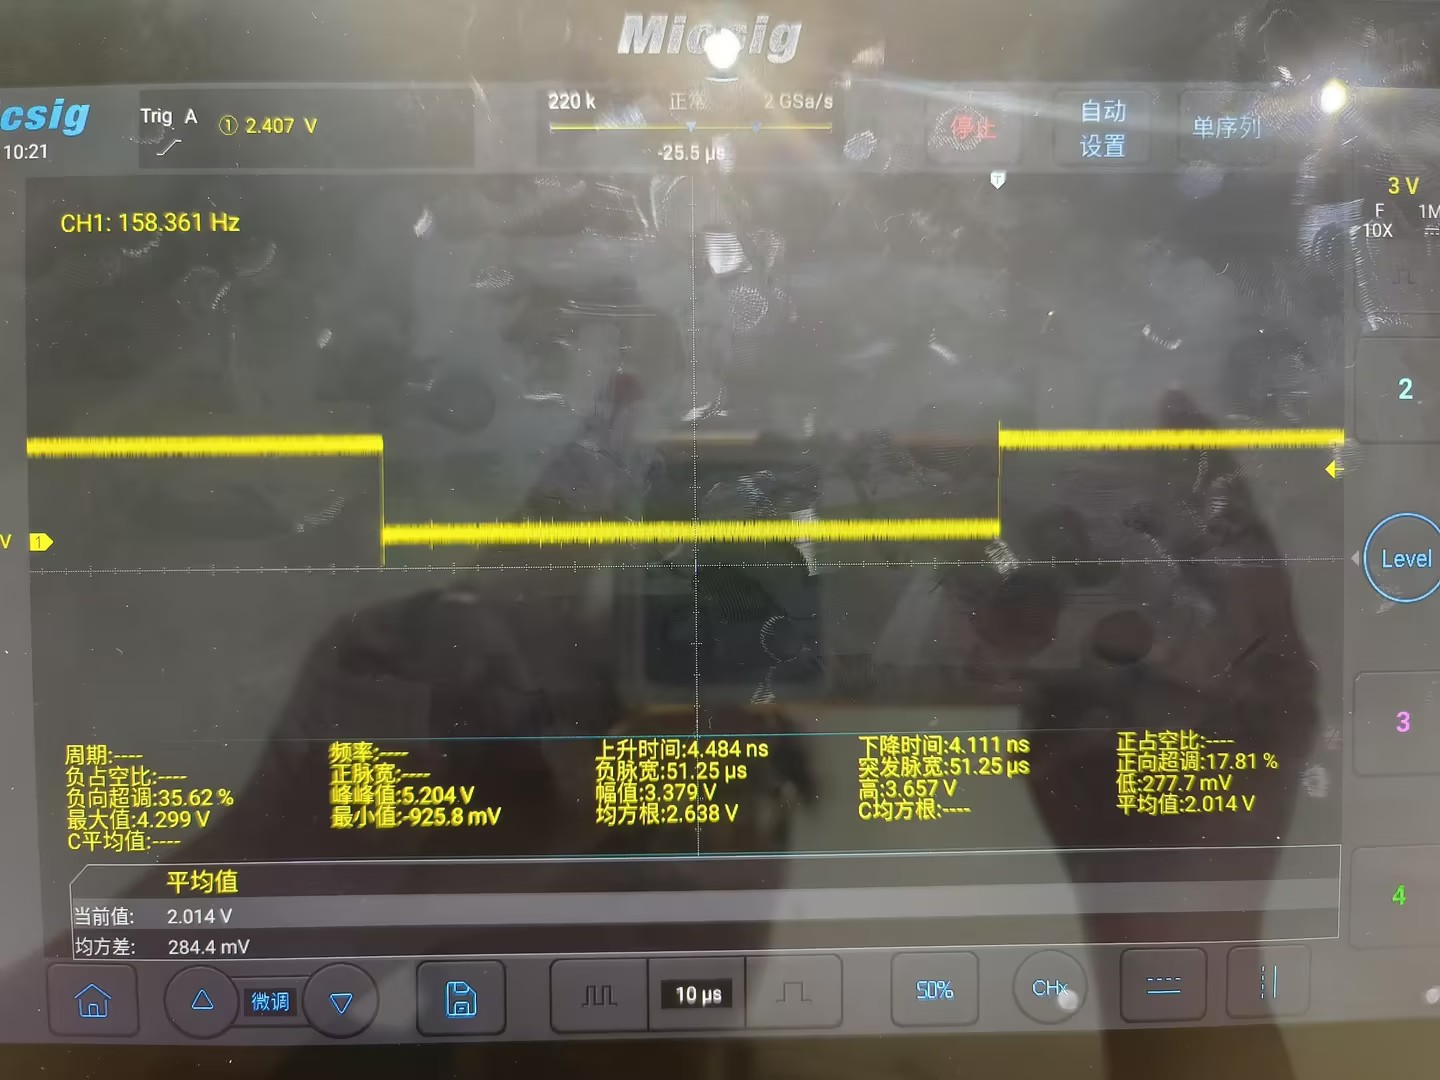 Micsig
csig
10:21
Trig A
① 2.407 V
220 k 正常 2 GSa/s
-25.5 μs
停止
自动
设置
单序列
T
CH1: 158.361 Hz
3 V
F 1M
10X
2
V
1
Level
3
周期:---- 频率:---- 上升时间:4.484 ns 下降时间:4.111 ns 正占空比:----
负占空比:---- 正脉宽:---- 负脉宽:51.25 μs 突发脉宽:51.25 μs 正向超调:17.81 %
负向超调:35.62 % 峰峰值:5.204 V 幅值:3.379 V 高:3.657 V 低:277.7 mV
最大值:4.299 V 最小值:-925.8 mV 均方根:2.638 V C均方根:---- 平均值:2.014 V
C平均值:----
平均值
当前值: 2.014 V
均方差: 284.4 mV
4
微调
10 μs
50%
CHx